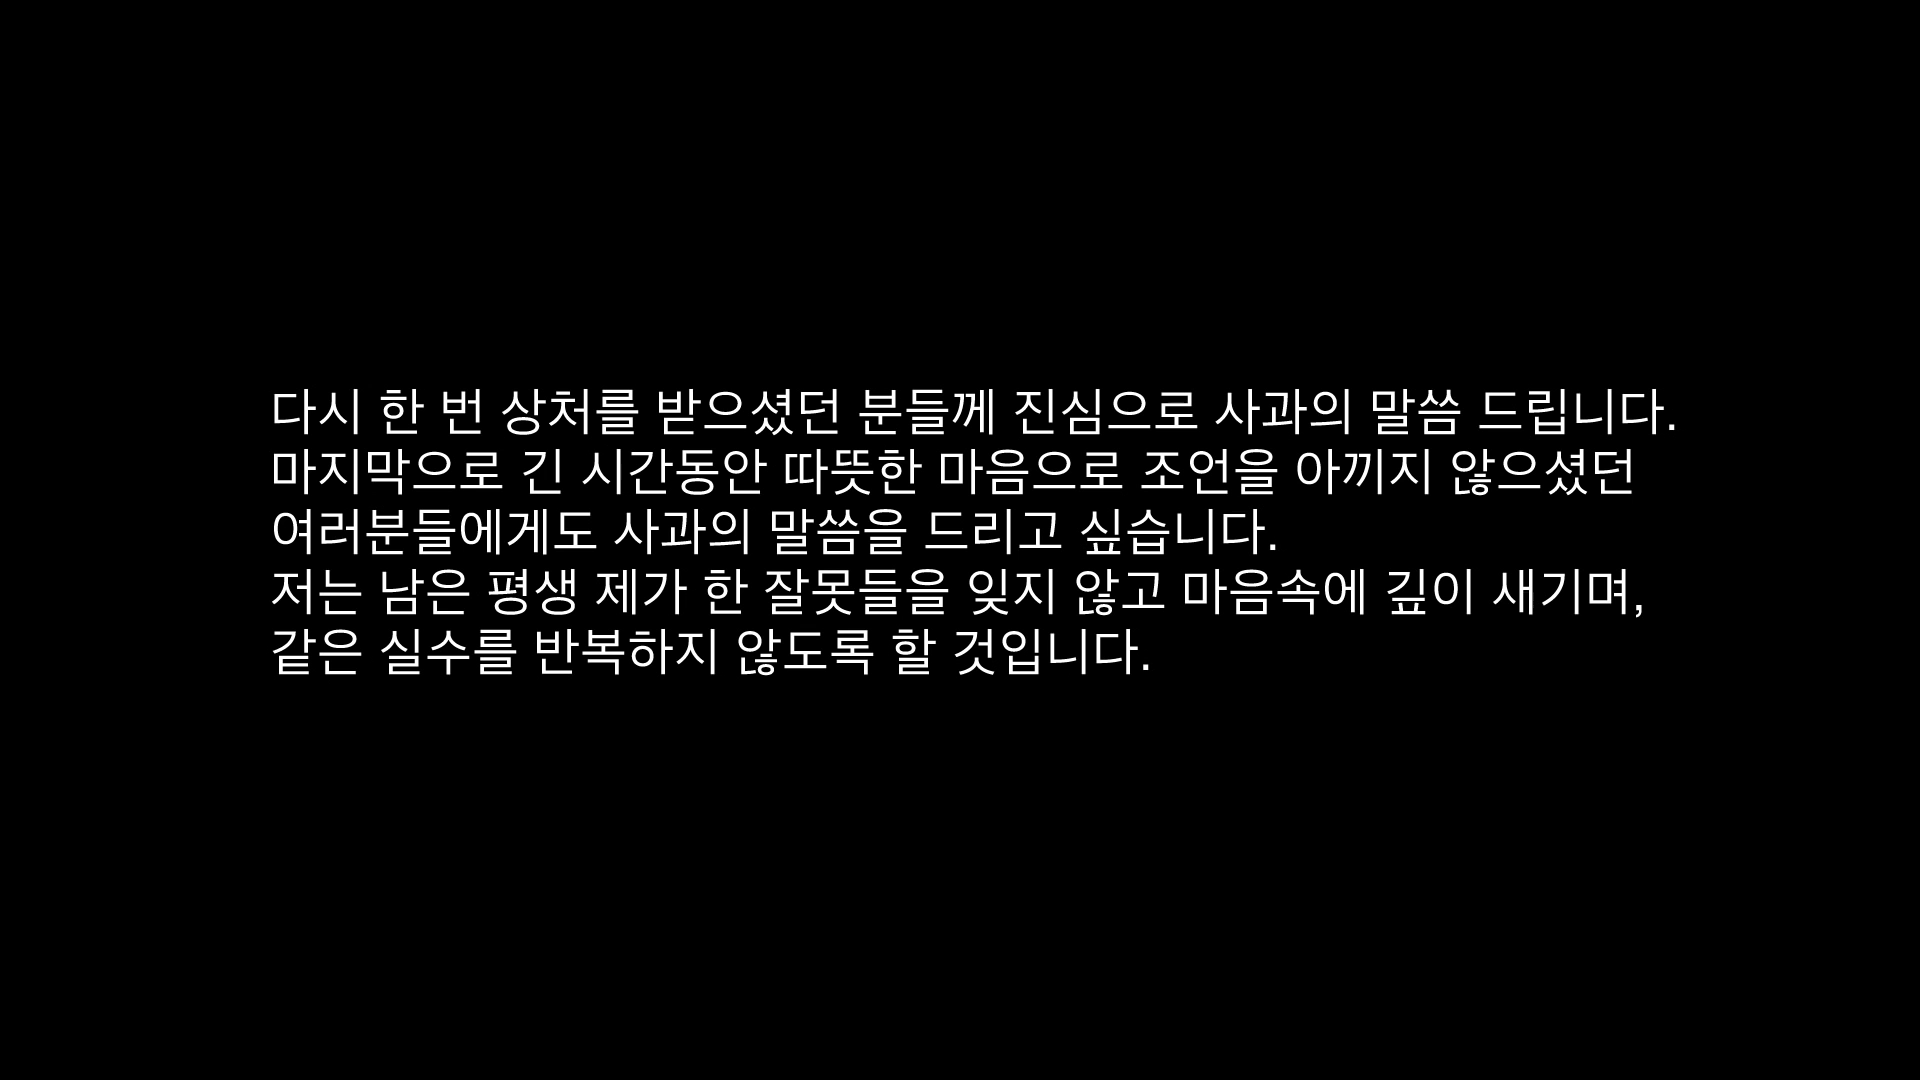 다시 한 번 상처를 받으셨던 분들께 진심으로 사과의 말씀 드립니다.
마지막으로 긴 시간동안 따뜻한 마음으로 조언을 아끼지 않으셨던
여러분들에게도 사과의 말씀을 드리고 싶습니다.
저는 남은 평생 제가 한 잘못들을 잊지 않고 마음속에 깊이 새기며,
같은 실수를 반복하지 않도록 할 것입니다.